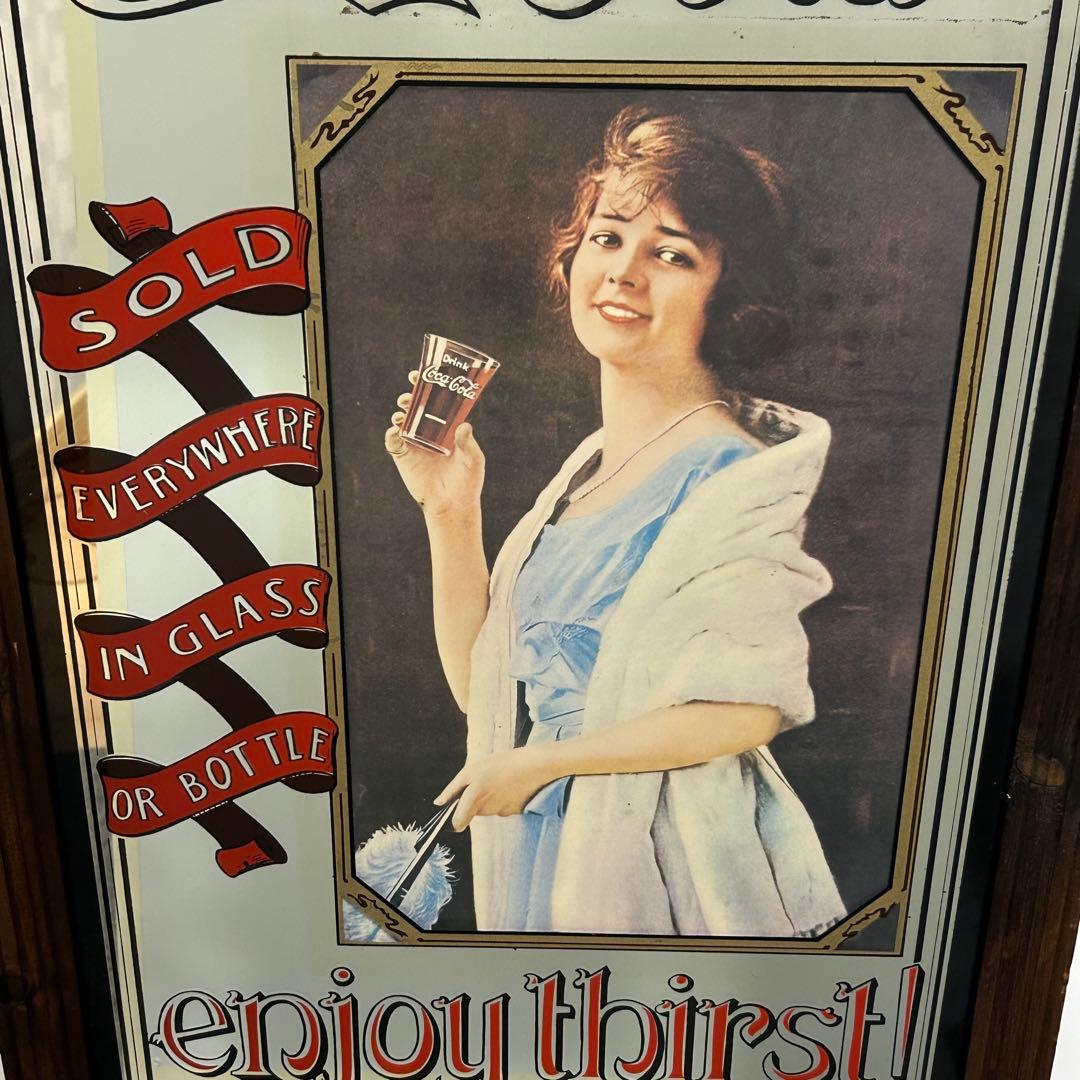 SOLD
EVERYWHERE
IN GLASS
OR BOTTLE
Drink
Coca-Cola
enjoy thirst!